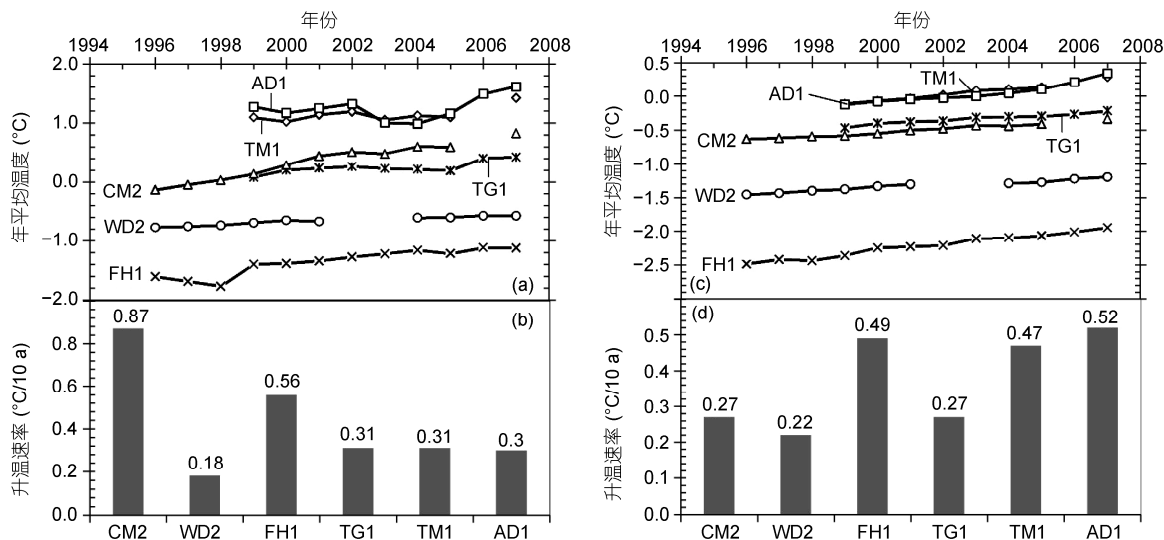 年份
1994 1996 1998 2000 2002 2004 2006 2008
年平均温度 (°C)
2.0
1.0
0.0
−1.0
−2.0
AD1
TM1
CM2
TG1
WD2
FH1
(a)
升温速率 (°C/10 a)
0.8
0.6
0.4
0.2
0.0
(b)
0.87
0.18
0.56
0.31
0.31
0.3
CM2 WD2 FH1 TG1 TM1 AD1
年份
1994 1996 1998 2000 2002 2004 2006 2008
年平均温度 (°C)
0.5
0.0
−0.5
−1.0
−1.5
−2.0
−2.5
TM1
AD1
CM2
TG1
WD2
FH1
(c)
升温速率 (°C/10 a)
0.5
0.4
0.3
0.2
0.1
0.0
(d)
0.27
0.22
0.49
0.27
0.47
0.52
CM2 WD2 FH1 TG1 TM1 AD1